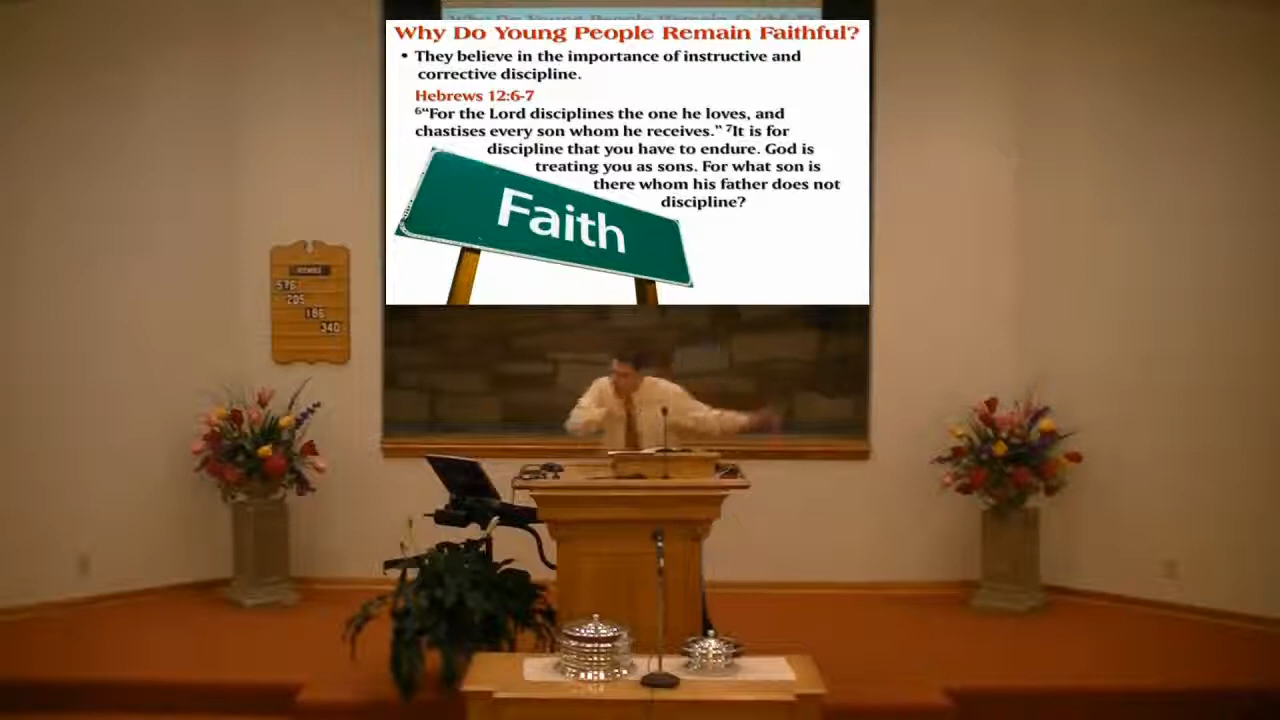 Why Do Young People Remain Faithful?
• They believe in the importance of instructive and
corrective discipline.
Hebrews 12:6-7
⁶“For the Lord disciplines the one he loves, and
chastises every son whom he receives.” ⁷It is for
discipline that you have to endure. God is
treating you as sons. For what son is
there whom his father does not
discipline?
Faith
HYMNS
576
205
186
340